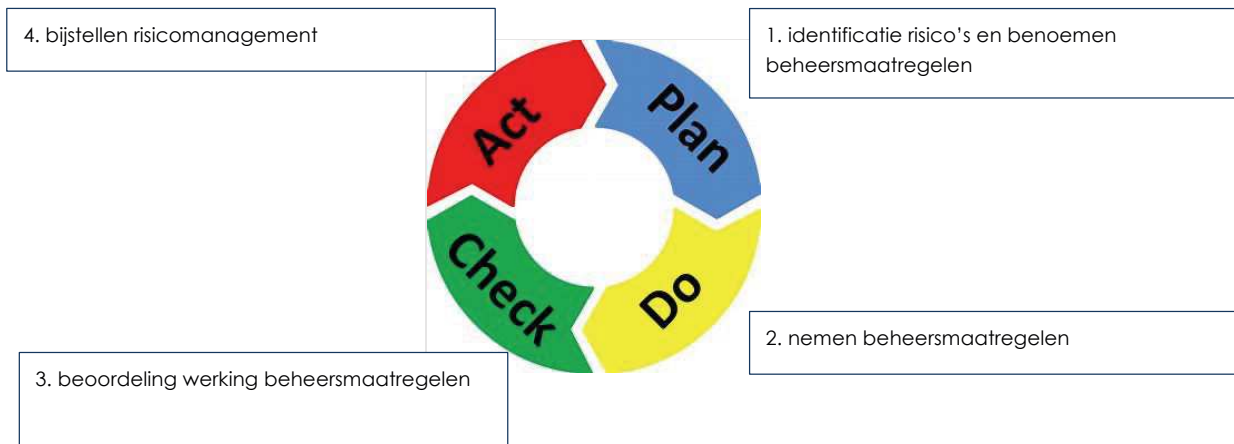 4. bijstellen risicomanagement
1. identificatie risico’s en benoemen
beheersmaatregelen
Act
Plan
Check
Do
2. nemen beheersmaatregelen
3. beoordeling werking beheersmaatregelen